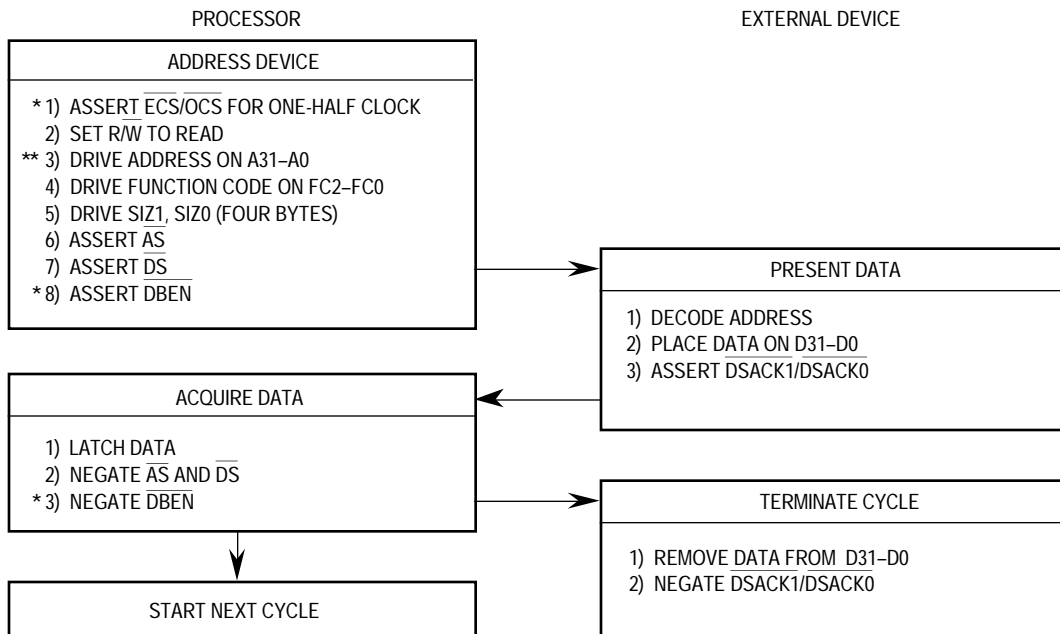 PROCESSOR
EXTERNAL DEVICE
ADDRESS DEVICE
* 1) ASSERT ECS/OCS FOR ONE-HALF CLOCK
2) SET R/W TO READ
** 3) DRIVE ADDRESS ON A31–A0
4) DRIVE FUNCTION CODE ON FC2–FC0
5) DRIVE SIZ1, SIZ0 (FOUR BYTES)
6) ASSERT AS
7) ASSERT DS
* 8) ASSERT DBEN
PRESENT DATA
1) DECODE ADDRESS
2) PLACE DATA ON D31–D0
3) ASSERT DSACK1/DSACK0
ACQUIRE DATA
1) LATCH DATA
2) NEGATE AS AND DS
* 3) NEGATE DBEN
TERMINATE CYCLE
1) REMOVE DATA FROM D31–D0
2) NEGATE DSACK1/DSACK0
START NEXT CYCLE